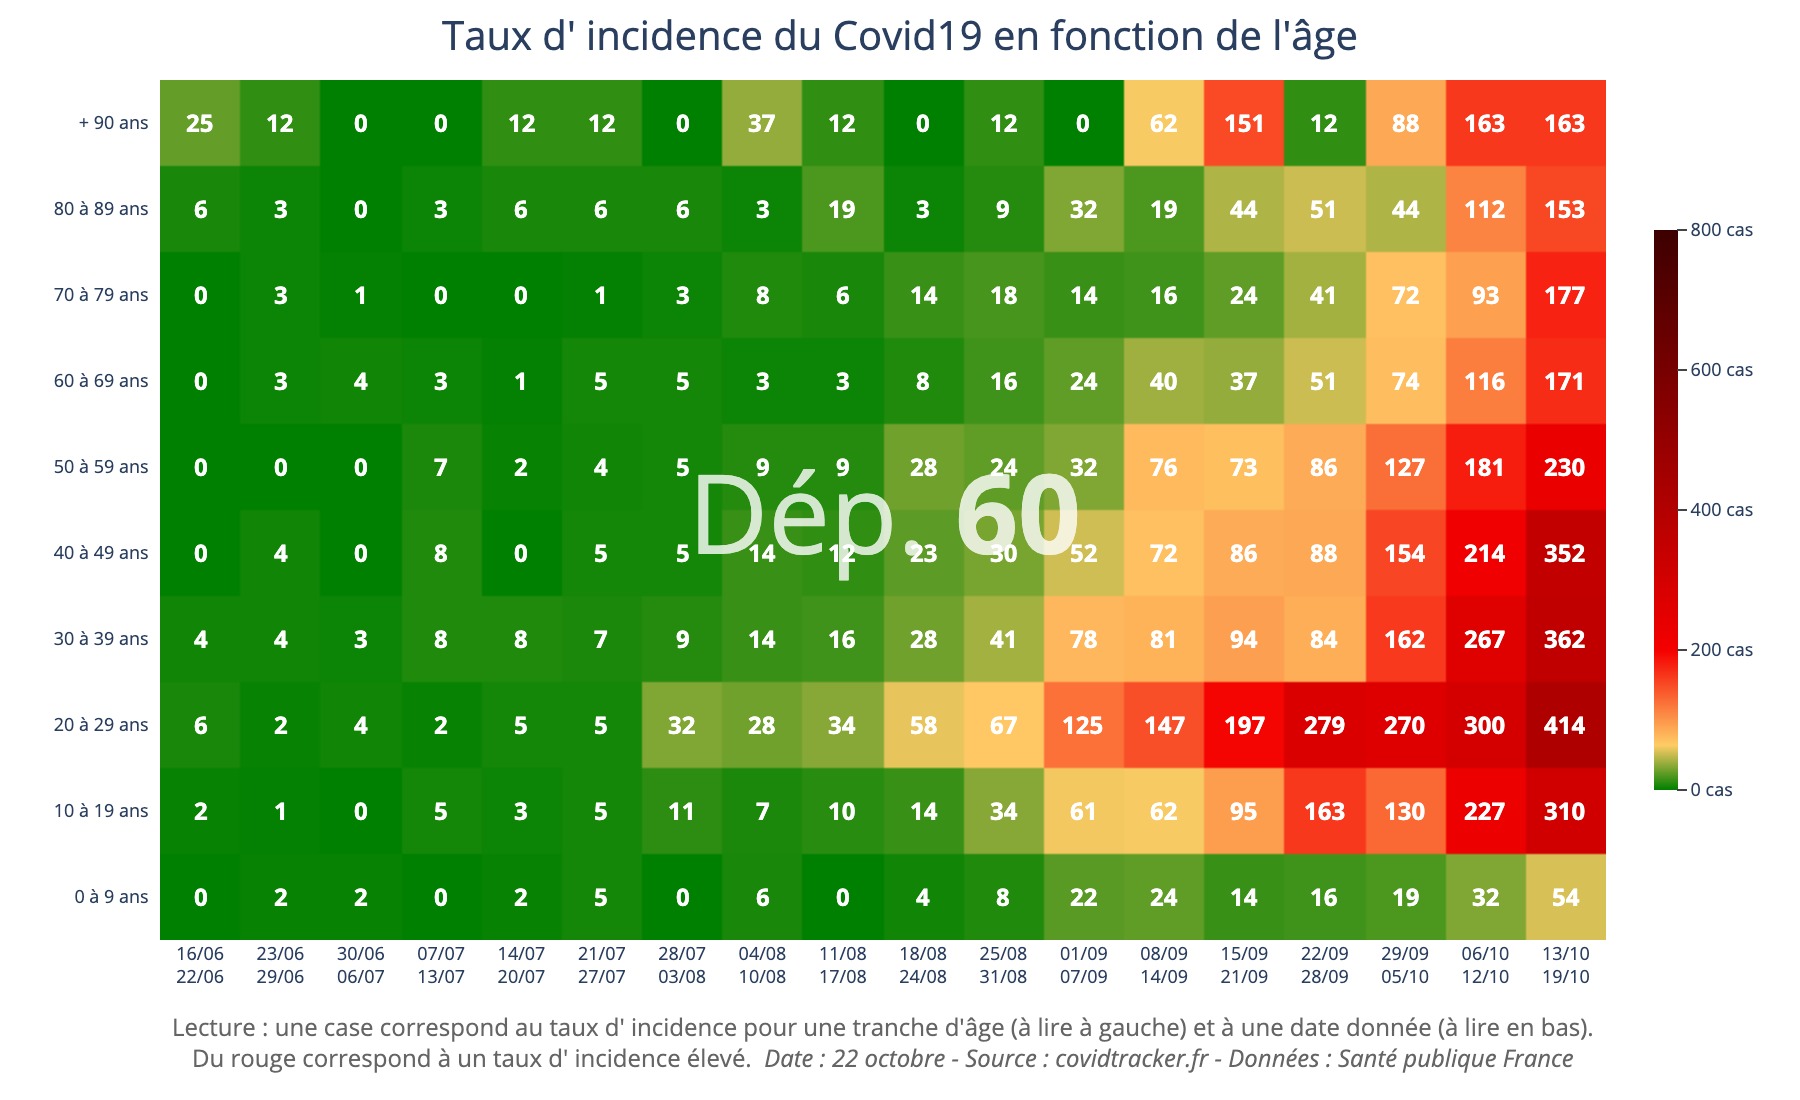 Taux d' incidence du Covid19 en fonction de l'âge
+ 90 ans 25 12 0 0 12 12 0 37 12 0 12 0 62 151 12 88 163 163
80 à 89 ans 6 3 0 3 6 6 6 3 19 3 9 32 19 44 51 44 112 153
70 à 79 ans 0 3 1 0 0 1 3 8 6 14 18 14 16 24 41 72 93 177
60 à 69 ans 0 3 4 3 1 5 5 3 3 8 16 24 40 37 51 74 116 171
50 à 59 ans 0 0 0 7 2 4 5 9 9 28 24 32 76 73 86 127 181 230
Dép. 60
40 à 49 ans 0 4 0 8 0 5 5 14 12 23 30 52 72 86 88 154 214 352
30 à 39 ans 4 4 3 8 8 7 9 14 16 28 41 78 81 94 84 162 267 362
20 à 29 ans 6 2 4 2 5 5 32 28 34 58 67 125 147 197 279 270 300 414
10 à 19 ans 2 1 0 5 3 5 11 7 10 14 34 61 62 95 163 130 227 310
0 à 9 ans 0 2 2 0 2 5 0 6 0 4 8 22 24 14 16 19 32 54
16/06 23/06 30/06 07/07 14/07 21/07 28/07 04/08 11/08 18/08 25/08 01/09 08/09 15/09 22/09 29/09 06/10 13/10
22/06 29/06 06/07 13/07 20/07 27/07 03/08 10/08 17/08 24/08 31/08 07/09 14/09 21/09 28/09 05/10 12/10 19/10
800 cas
600 cas
400 cas
200 cas
0 cas
Lecture : une case correspond au taux d' incidence pour une tranche d'âge (à lire à gauche) et à une date donnée (à lire en bas).
Du rouge correspond à un taux d' incidence élevé. Date : 22 octobre - Source : covidtracker.fr - Données : Santé publique France